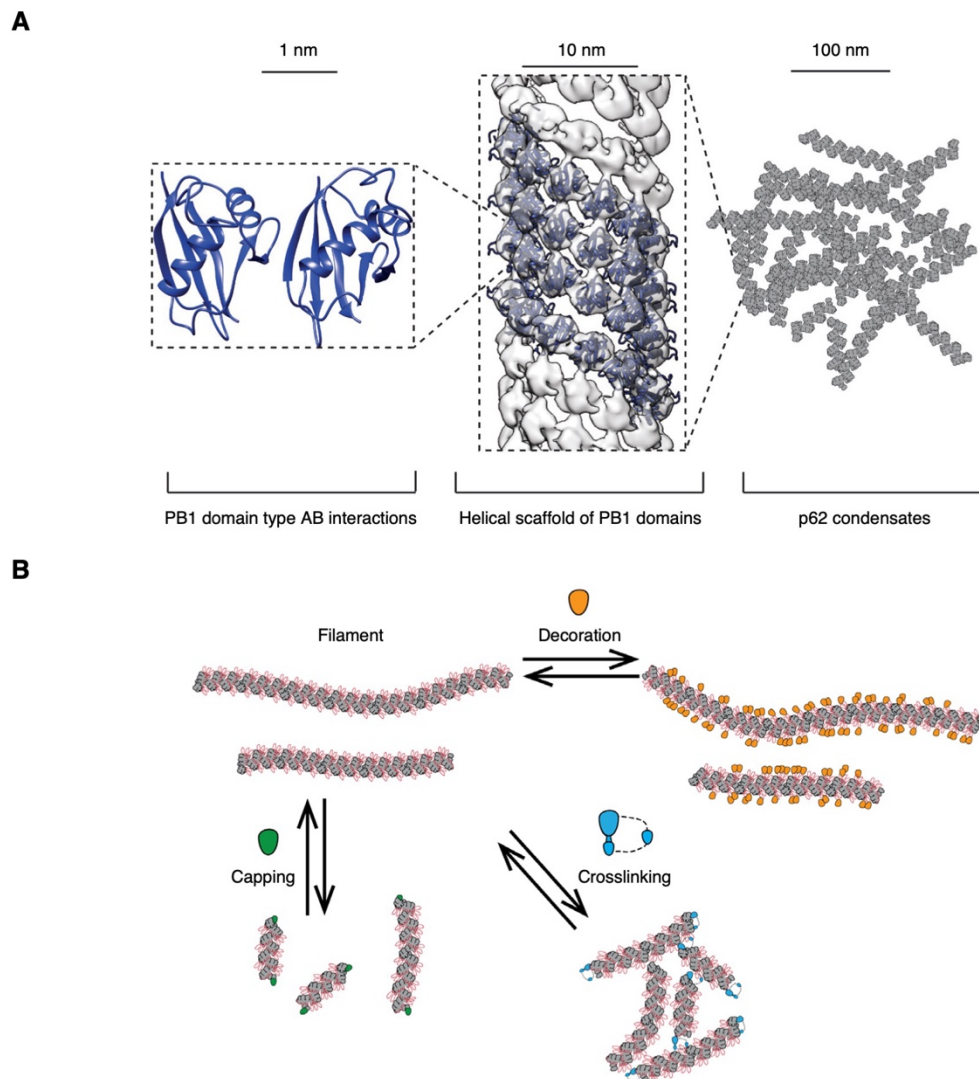 A
1 nm
10 nm
100 nm
PB1 domain type AB interactions
Helical scaffold of PB1 domains
p62 condensates
B
Filament
Decoration
Capping
Crosslinking